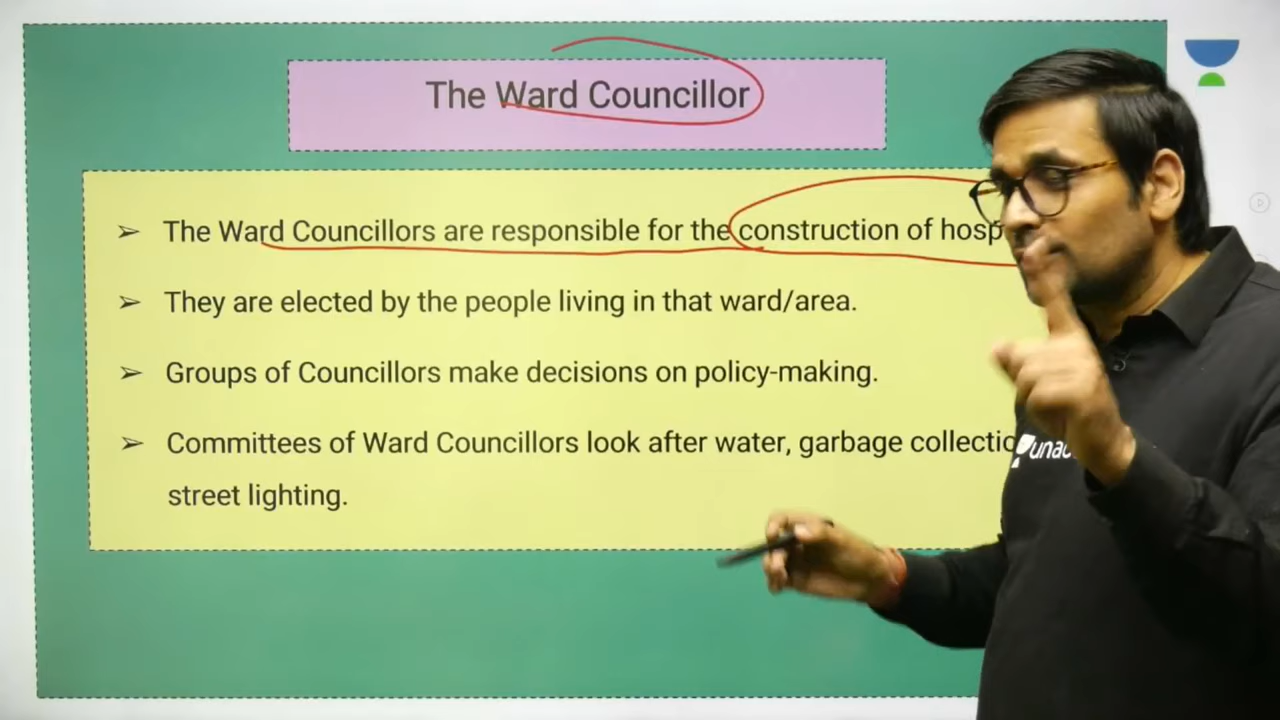 The Ward Councillor
➢ The Ward Councillors are responsible for the construction of
➢ They are elected by the people living in that ward/area.
➢ Groups of Councillors make decisions on policy-making.
➢ Committees of Ward Councillors look after water, garbage
street lighting.